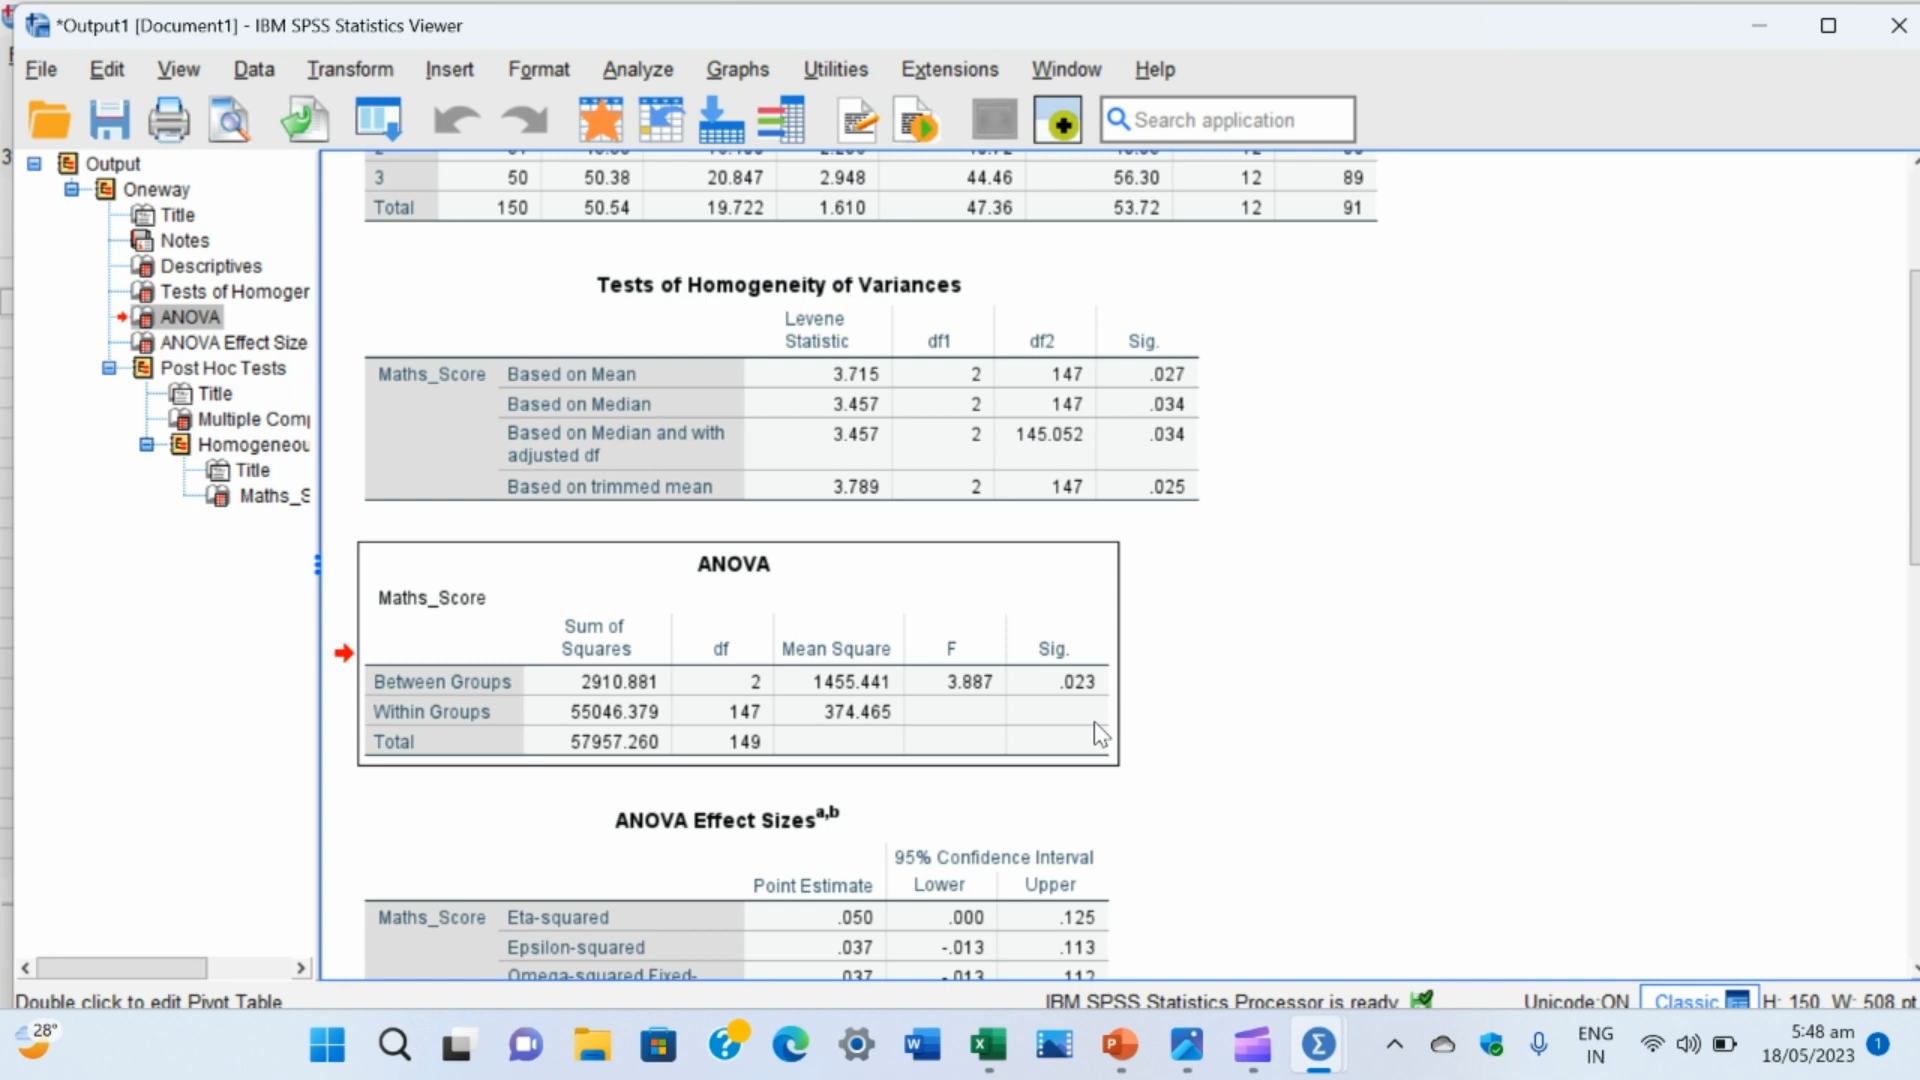 *Output1 [Document1] - IBM SPSS Statistics Viewer
File Edit View Data Transform Insert Format Analyze Graphs Utilities Extensions Window Help
Search application
Output
Oneway
Title
Notes
Descriptives
Tests of Homoger
ANOVA
ANOVA Effect Size
Post Hoc Tests
Title
Multiple Comp
Homogeneou
Title
Maths_S
3 50 50.38 20.847 2.948 44.46 56.30 12 89
Total 150 50.54 19.722 1.610 47.36 53.72 12 91
Tests of Homogeneity of Variances
Levene
Statistic df1 df2 Sig.
Maths_Score Based on Mean 3.715 2 147 .027
Based on Median 3.457 2 147 .034
Based on Median and with 3.457 2 145.052 .034
adjusted df
Based on trimmed mean 3.789 2 147 .025
ANOVA
Maths_Score
Sum of
Squares df Mean Square F Sig.
Between Groups 2910.881 2 1455.441 3.887 .023
Within Groups 55046.379 147 374.465
Total 57957.260 149
ANOVA Effect Sizesa,b
95% Confidence Interval
Point Estimate Lower Upper
Maths_Score Eta-squared .050 .000 .125
Epsilon-squared .037 -.013 .113
Omega-squared Fixed- .037 -.013 .112
Double click to edit Pivot Table IBM SPSS Statistics Processor is ready Unicode:ON Classic H: 150, W: 508 pt
28° ENG 5:48 am
IN 18/05/2023 1